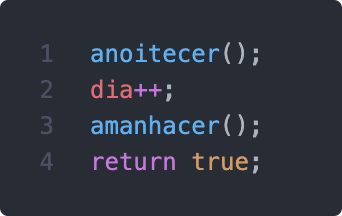 1 anoitecer();
2 dia++;
3 amanhacer();
4 return true;